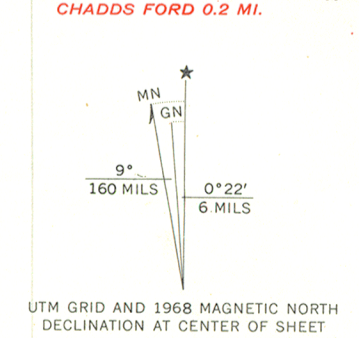 CHADDS FORD 0.2 MI.
MN
GN
9°
160 MILS
0°22'
6 MILS
UTM GRID AND 1968 MAGNETIC NORTH
DECLINATION AT CENTER OF SHEET